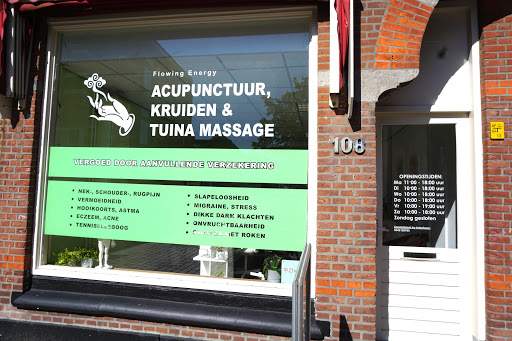 Flowing Energy
ACUPUNCTUUR,
KRUIDEN &
TUINA MASSAGE
VERGOED DOOR AANVULLENDE VERZEKERING
• NEK-, SCHOUDER-, RUGPIJN
• VERMOEIDHEID
• HOOIKOORTS, ASTMA
• ECZEEM, ACNE
• TENNISELLEBOOG
• SLAPELOOSHEID
• MIGRAINE, STRESS
• DIKKE DARM KLACHTEN
• ONVRUCHTBAARHEID
• MET ROKEN
108
OPENINGSTIJDEN:
Ma 11:00 - 18:00 uur
Di 10:00 - 18:00 uur
Wo 10:00 - 18:00 uur
Do 10:00 - 18:00 uur
Vr 10:00 - 19:00 uur
Za 10:00 - 18:00 uur
Zondag gesloten